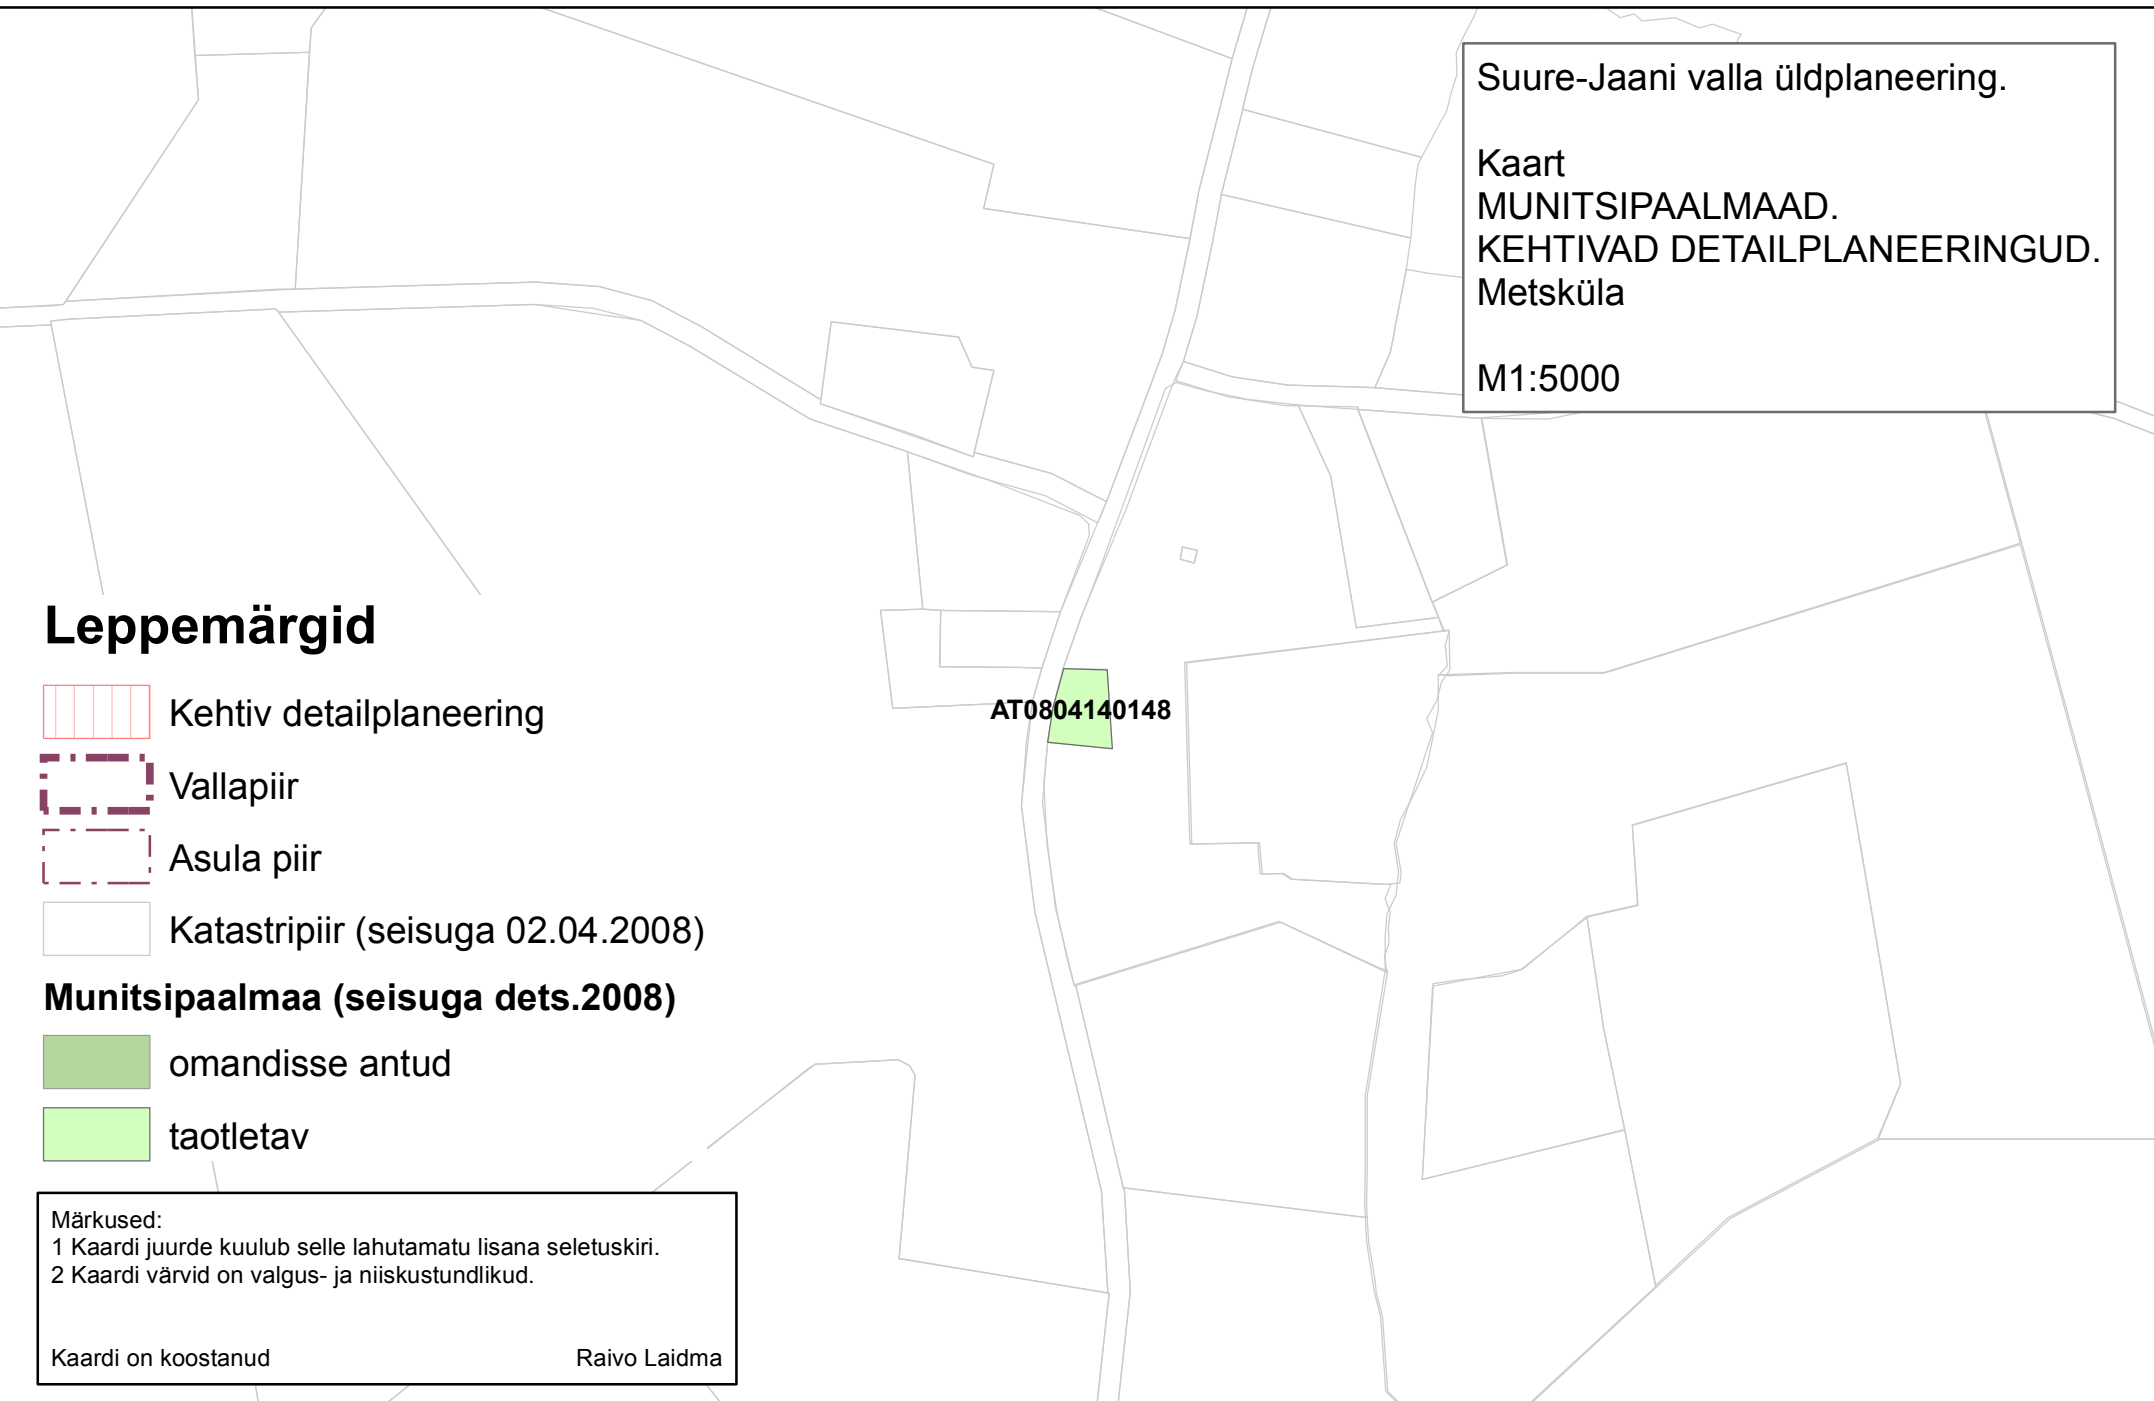 Suure-Jaani valla üldplaneering.
Kaart
MUNITSIPAALMAAD.
KEHTIVAD DETAILPLANEERINGUD.
Metsküla
M1:5000
AT0804140148
Leppemärgid
Kehtiv detailplaneering
Vallapiir
Asula piir
Katastripiir (seisuga 02.04.2008)
Munitsipaalmaa (seisuga dets.2008)
omandisse antud
taotletav
Märkused:
1 Kaardi juurde kuulub selle lahutamatu lisana seletuskiri.
2 Kaardi värvid on valgus- ja niiskustundlikud.
Kaardi on koostanud Raivo Laidma